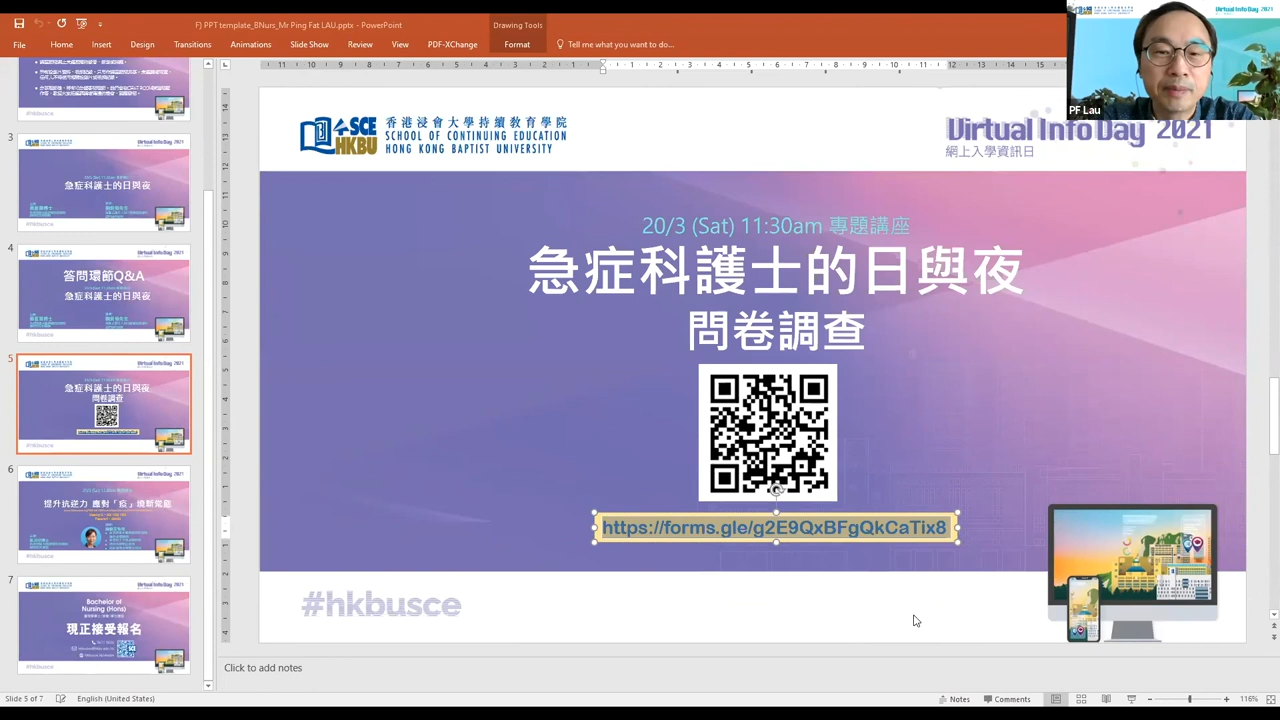 F) PPT template_BNurs_Mr Ping Fat LAU.pptx - PowerPoint
Drawing Tools
File Home Insert Design Transitions Animations Slide Show Review View PDF-XChange Format Tell me what you want to do...
PF Lau
SCE
HKBU
香港浸會大學持續教育學院
SCHOOL OF CONTINUING EDUCATION
HONG KONG BAPTIST UNIVERSITY
Virtual Info Day 2021
網上入學資訊日
20/3 (Sat) 11:30am 專題講座
急症科護士的日與夜
問卷調查
https://forms.gle/g2E9QxBFgQkCaTix8
#hkbusce
3
急症科護士的日與夜
4
答問環節Q&A
急症科護士的日與夜
5
急症科護士的日與夜
問卷調查
6
提升抗逆力 應對「疫」境新常態
7
Bachelor of
Nursing (Hons)
現正接受報名
Click to add notes
Slide 5 of 7 English (United States) Notes Comments 116%